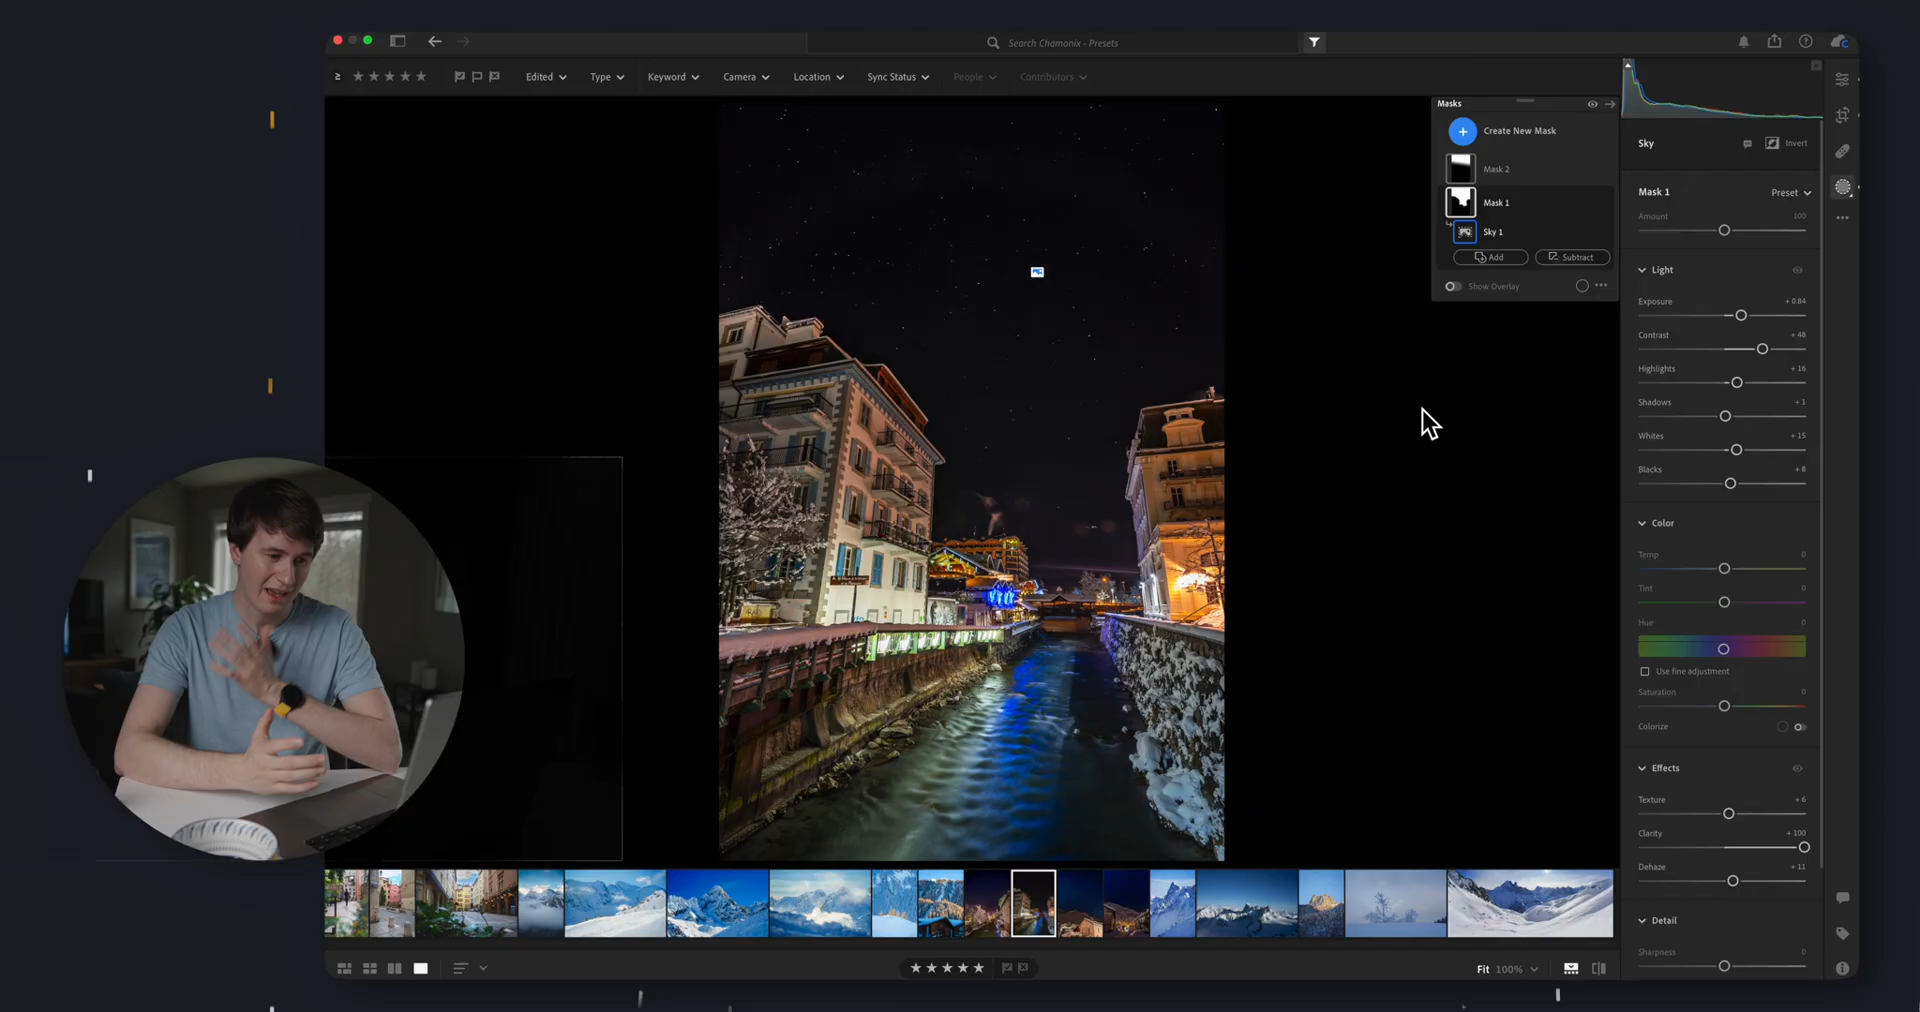 Search Chamonix - Presets
≥ ★★★★★ Edited Type Keyword Camera Location Sync Status People Contributors
Masks
Create New Mask
Mask 2
Mask 1
Sky 1
Add Subtract
Show Overlay
Sky Invert
Mask 1 Preset
Amount 100
Light
Exposure + 0.84
Contrast + 48
Highlights + 16
Shadows + 1
Whites + 15
Blacks + 8
Color
Temp 0
Tint 0
Hue 0
Use fine adjustment
Saturation 0
Colorize
Effects
Texture + 6
Clarity + 100
Dehaze + 11
Detail
Sharpness 0
★★★★★
Fit 100%